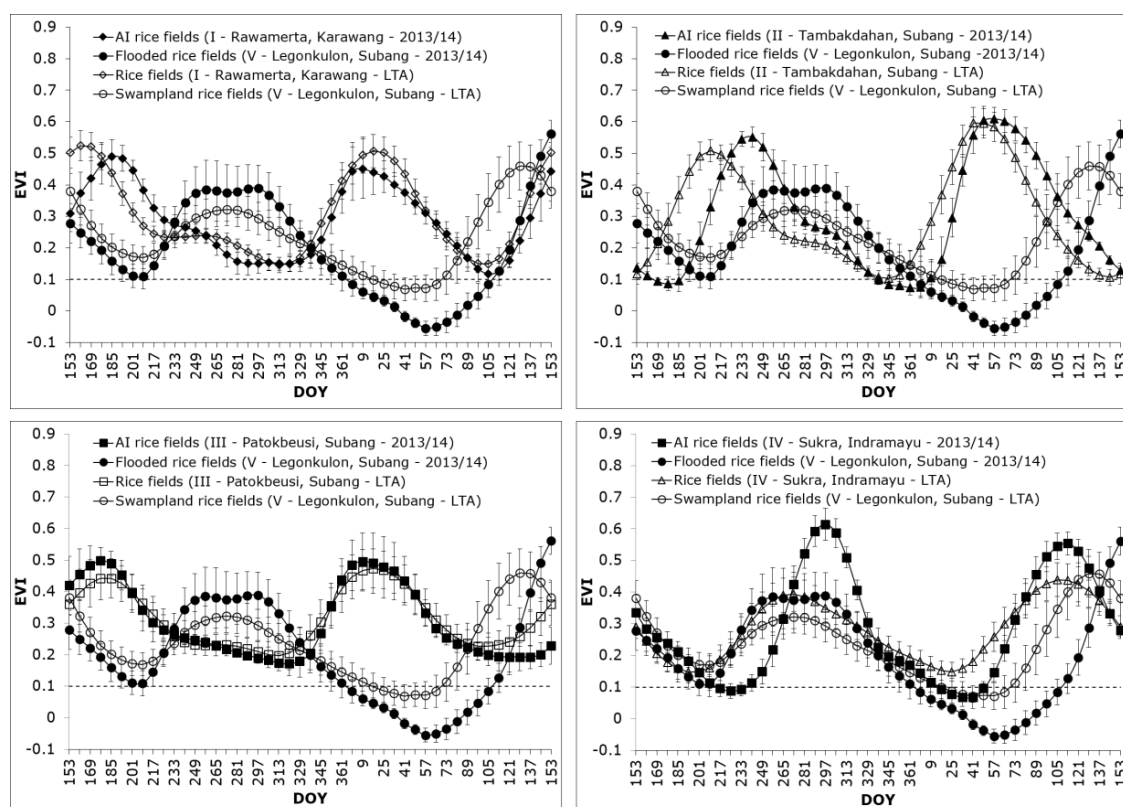 AI rice fields (I - Rawamerta, Karawang - 2013/14)
Flooded rice fields (V - Legonkulon, Subang - 2013/14)
Rice fields (I - Rawamerta, Karawang - LTA)
Swampland rice fields (V - Legonkulon, Subang - LTA)
0.9
0.8
0.7
0.6
0.5
0.4
0.3
0.2
0.1
0
-0.1
EVI
153 169 185 201 217 233 249 265 281 297 313 329 345 361 9 25 41 57 73 89 105 121 137 153
DOY
AI rice fields (II - Tambakdahan, Subang - 2013/14)
Flooded rice fields (V - Legonkulon, Subang -2013/14)
Rice fields (II - Tambakdahan, Subang - LTA)
Swampland rice fields (V - Legonkulon, Subang - LTA)
0.9
0.8
0.7
0.6
0.5
0.4
0.3
0.2
0.1
0
-0.1
EVI
153 169 185 201 217 233 249 265 281 297 313 329 345 361 9 25 41 57 73 89 105 121 137 153
DOY
AI rice fields (III - Patokbeusi, Subang - 2013/14)
Flooded rice fields (V - Legonkulon, Subang - 2013/14)
Rice fields (III - Patokbeusi, Subang - LTA)
Swampland rice fields (V - Legonkulon, Subang - LTA)
0.9
0.8
0.7
0.6
0.5
0.4
0.3
0.2
0.1
0
-0.1
EVI
153 169 185 201 217 233 249 265 281 297 313 329 345 361 9 25 41 57 73 89 105 121 137 153
DOY
AI rice fields (IV - Sukra, Indramayu - 2013/14)
Flooded rice fields (V - Legonkulon, Subang - 2013/14)
Rice fields (IV - Sukra, Indramayu - LTA)
Swampland rice fields (V - Legonkulon, Subang - LTA)
0.9
0.8
0.7
0.6
0.5
0.4
0.3
0.2
0.1
0
-0.1
EVI
153 169 185 201 217 233 249 265 281 297 313 329 345 361 9 25 41 57 73 89 105 121 137 153
DOY